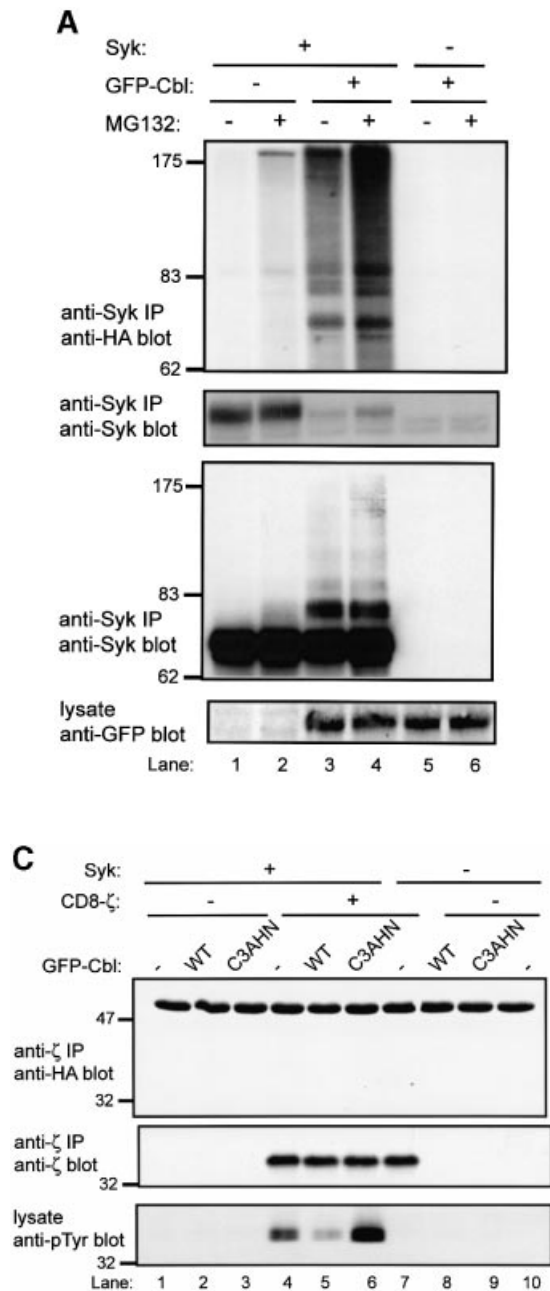 A
Syk: + -
GFP-Cbl: - + +
MG132: - + - + - +
175
83
anti-Syk IP
anti-HA blot
62
anti-Syk IP
anti-Syk blot
175
83
anti-Syk IP
anti-Syk blot
62
lysate
anti-GFP blot
Lane: 1 2 3 4 5 6
C
Syk: + -
CD8-ζ: - + -
GFP-Cbl: - WT C3AHN - WT C3AHN - WT C3AHN -
47
anti-ζ IP
anti-HA blot
32
anti-ζ IP
anti-ζ blot
32
lysate
anti-pTyr blot
32
Lane: 1 2 3 4 5 6 7 8 9 10